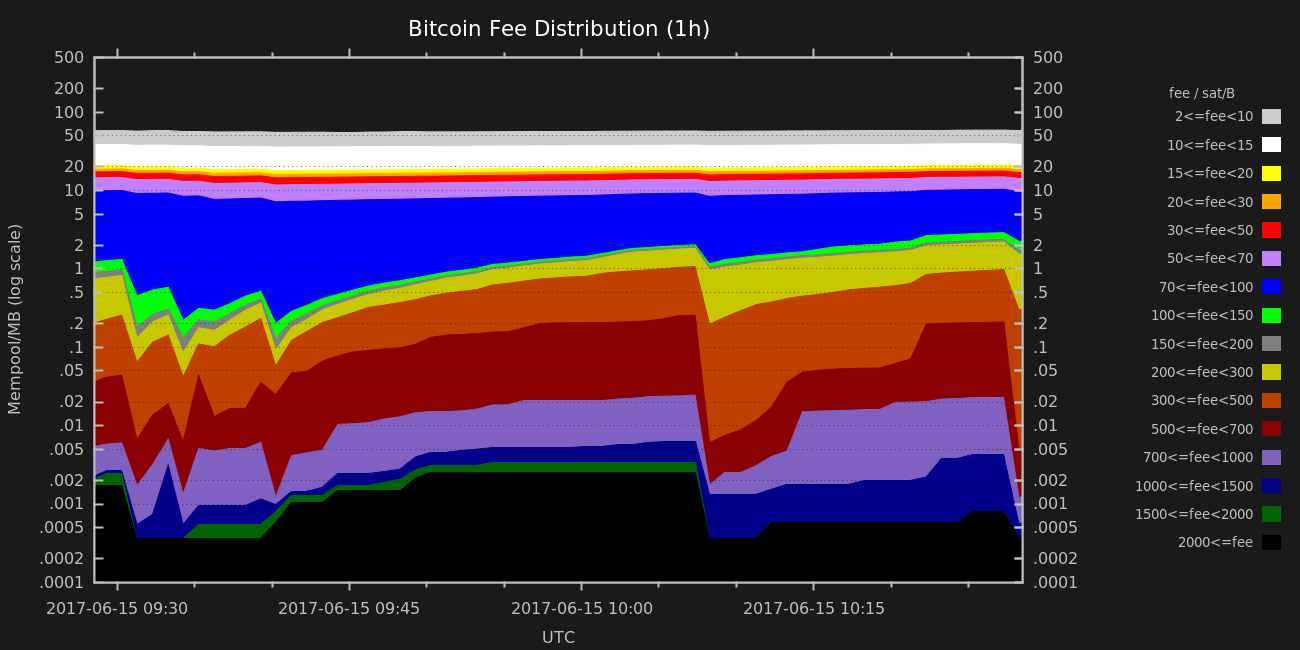 Bitcoin Fee Distribution (1h)
500 500
200 200
100 100
50 50
20 20
10 10
5 5
2 2
1 1
.5 .5
.2 .2
.1 .1
.05 .05
.02 .02
.01 .01
.005 .005
.002 .002
.001 .001
.0005 .0005
.0002 .0002
.0001 .0001
Mempool/MB (log scale)
2017-06-15 09:30 2017-06-15 09:45 2017-06-15 10:00 2017-06-15 10:15
UTC
fee / sat/B
2<=fee<10
10<=fee<15
15<=fee<20
20<=fee<30
30<=fee<50
50<=fee<70
70<=fee<100
100<=fee<150
150<=fee<200
200<=fee<300
300<=fee<500
500<=fee<700
700<=fee<1000
1000<=fee<1500
1500<=fee<2000
2000<=fee